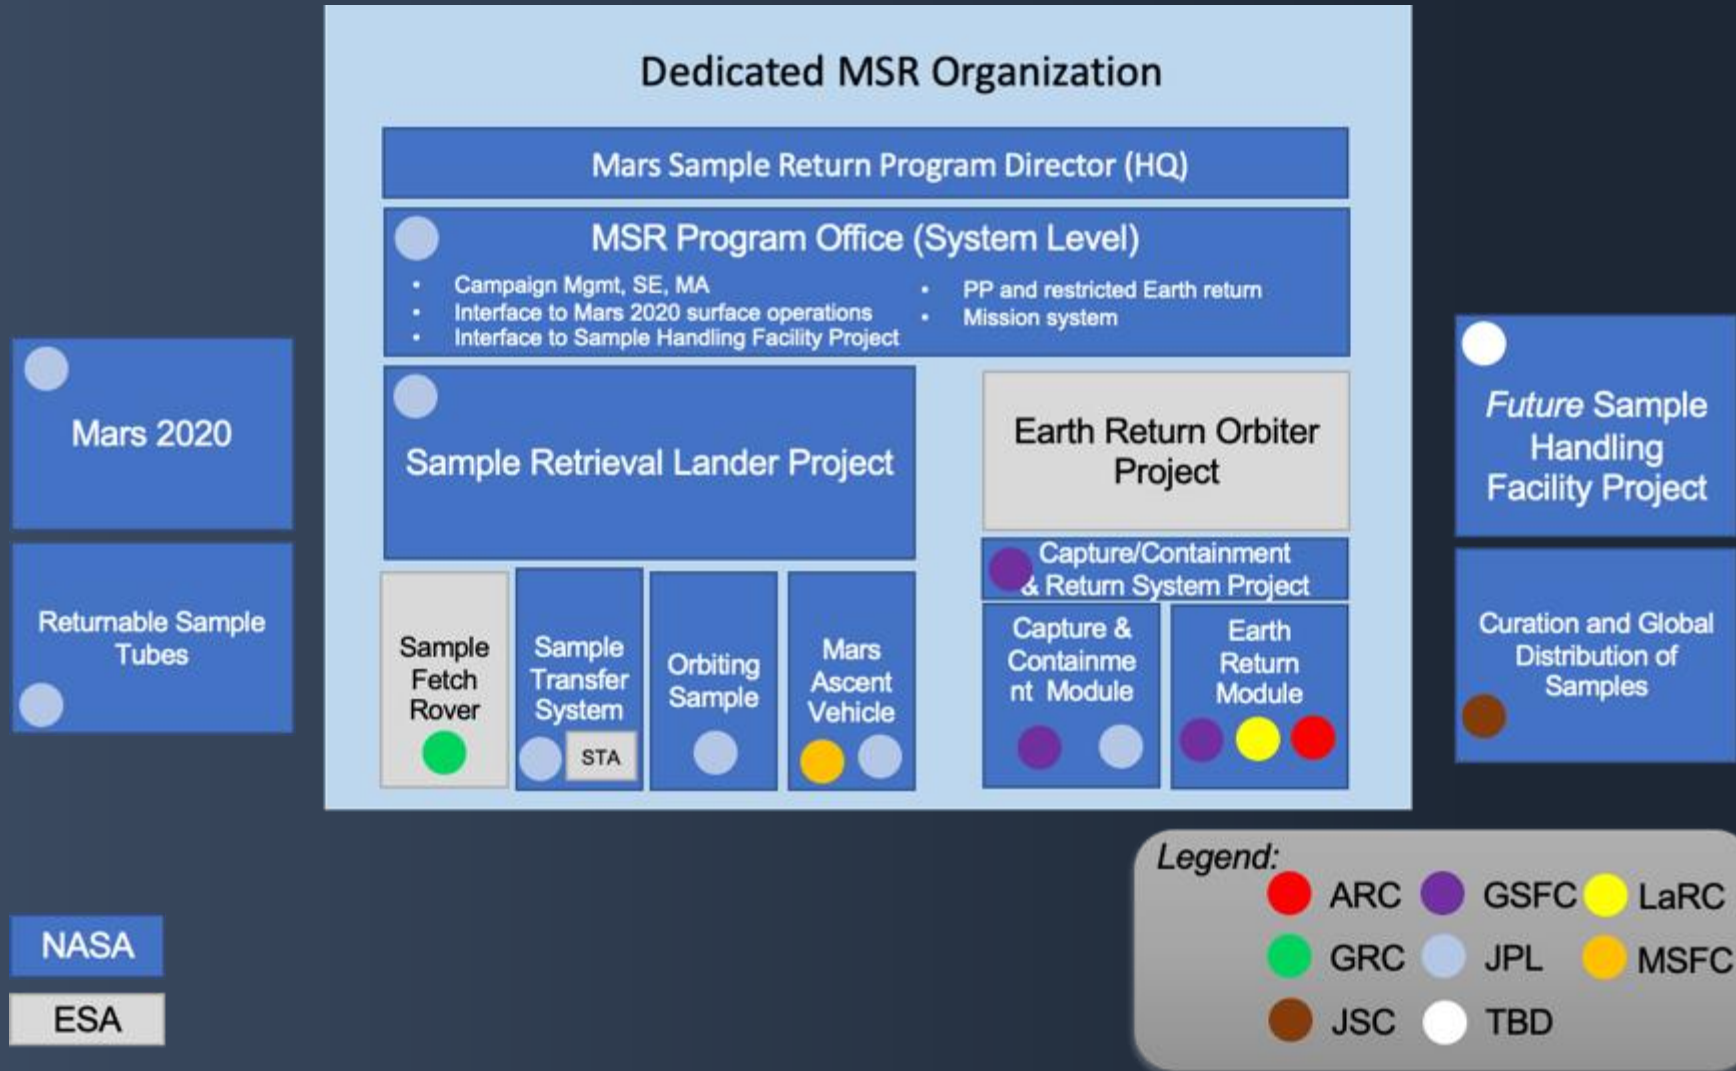 Dedicated MSR Organization
Mars Sample Return Program Director (HQ)
MSR Program Office (System Level)
• Campaign Mgmt, SE, MA
• Interface to Mars 2020 surface operations
• Interface to Sample Handling Facility Project
• PP and restricted Earth return
• Mission system
Mars 2020
Returnable Sample
Tubes
Sample Retrieval Lander Project
Sample
Fetch
Rover
Sample
Transfer
System
STA
Orbiting
Sample
Mars
Ascent
Vehicle
Earth Return Orbiter
Project
Capture/Containment
& Return System Project
Capture &
Containme
nt Module
Earth
Return
Module
Future Sample
Handling
Facility Project
Curation and Global
Distribution of
Samples
NASA
ESA
Legend:
ARC GSFC LaRC
GRC JPL MSFC
JSC TBD